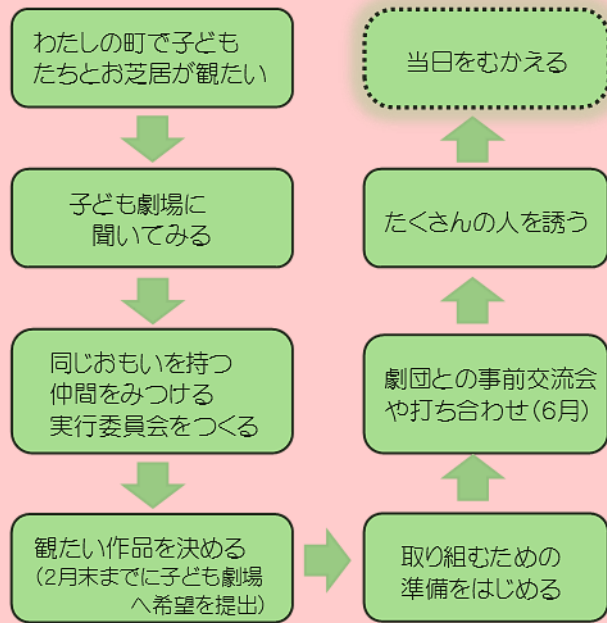 わたしの町で子ども
たちとお芝居が観たい
子ども劇場に
聞いてみる
同じおもいを持つ
仲間をみつける
実行委員会をつくる
観たい作品を決める
(2月末までに子ども劇場
へ希望を提出)
取り組むための
準備をはじめる
劇団との事前交流会
や打ち合わせ(6月)
たくさんの人を誘う
当日をむかえる